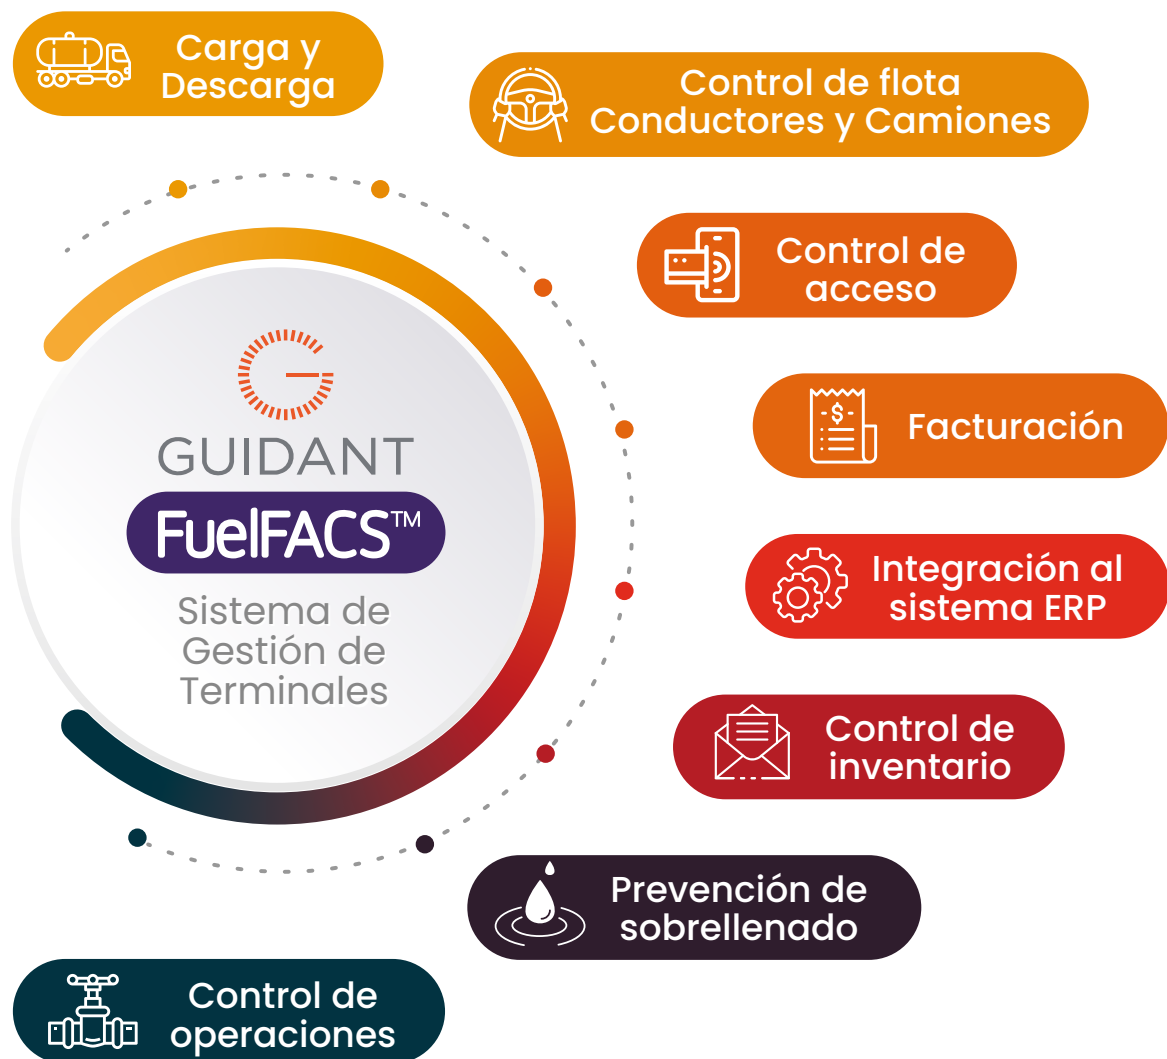 Carga y
Descarga
Control de flota
Conductores y Camiones
Control de
acceso
Facturación
Integración al
sistema ERP
Control de
inventario
Prevención de
sobrellenado
Control de
operaciones
GUIDANT
FuelFACS™
Sistema de
Gestión de
Terminales